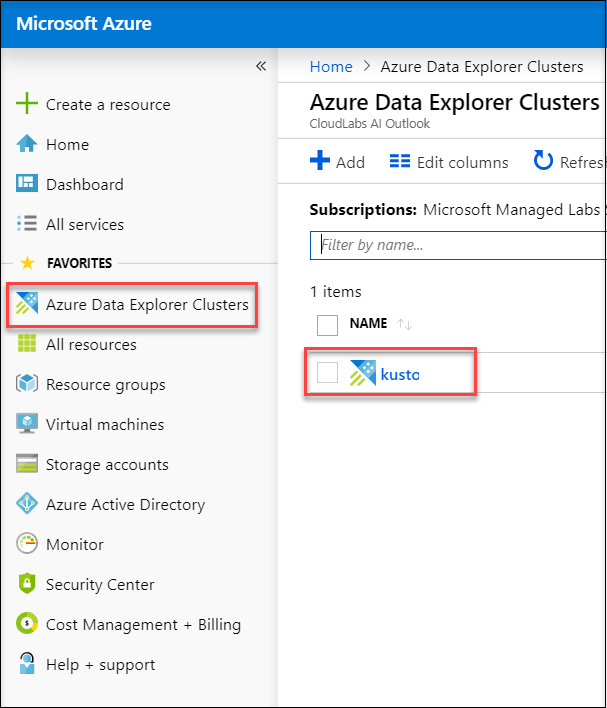 Microsoft Azure
«
Create a resource
Home
Dashboard
All services
FAVORITES
Azure Data Explorer Clusters
All resources
Resource groups
Virtual machines
Storage accounts
Azure Active Directory
Monitor
Security Center
Cost Management + Billing
Help + support
Home > Azure Data Explorer Clusters
Azure Data Explorer Clusters
CloudLabs AI Outlook
Add Edit columns Refres
Subscriptions: Microsoft Managed Labs
Filter by name...
1 items
NAME ↑↓
kusto